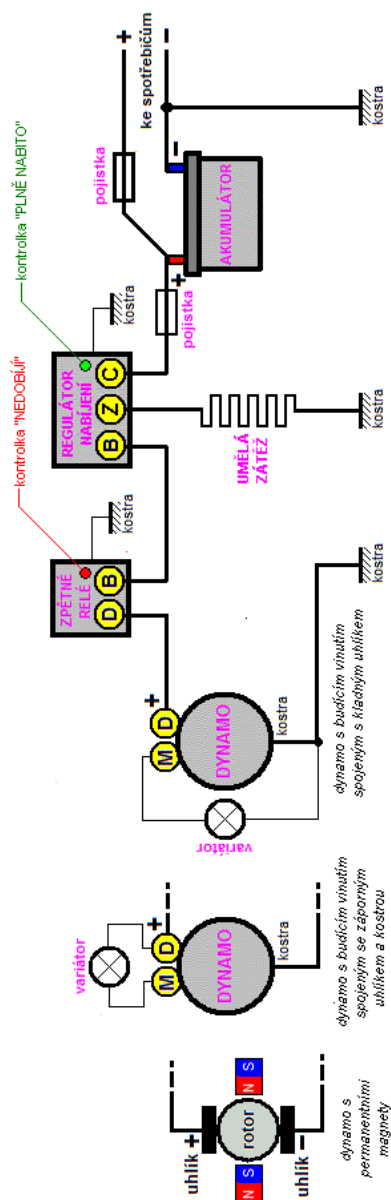 uhlík +
N S
rotor
N S
uhlík –
dynamo s
permanentními
magnety
variátor
+
M D
DYNAMO
kostra
dynamo s budícím vinutím
spojeným se záporným
uhlíkem a kostrou
variátor
+
M D
DYNAMO
kostra
dynamo s budícím vinutím
spojeným s kladným uhlíkem
kostra
kontrolka "NEDOBÍJÍ"
ZPĚTNÉ
RELÉ
D B
kostra
kontrolka "PLNĚ NABITO"
REGULÁTOR
NABÍJENÍ
B Z C
kostra
UMĚLÁ
ZÁTĚŽ
kostra
pojistka
+
–
AKUMULÁTOR
pojistka
+
–
ke spotřebičům
kostra